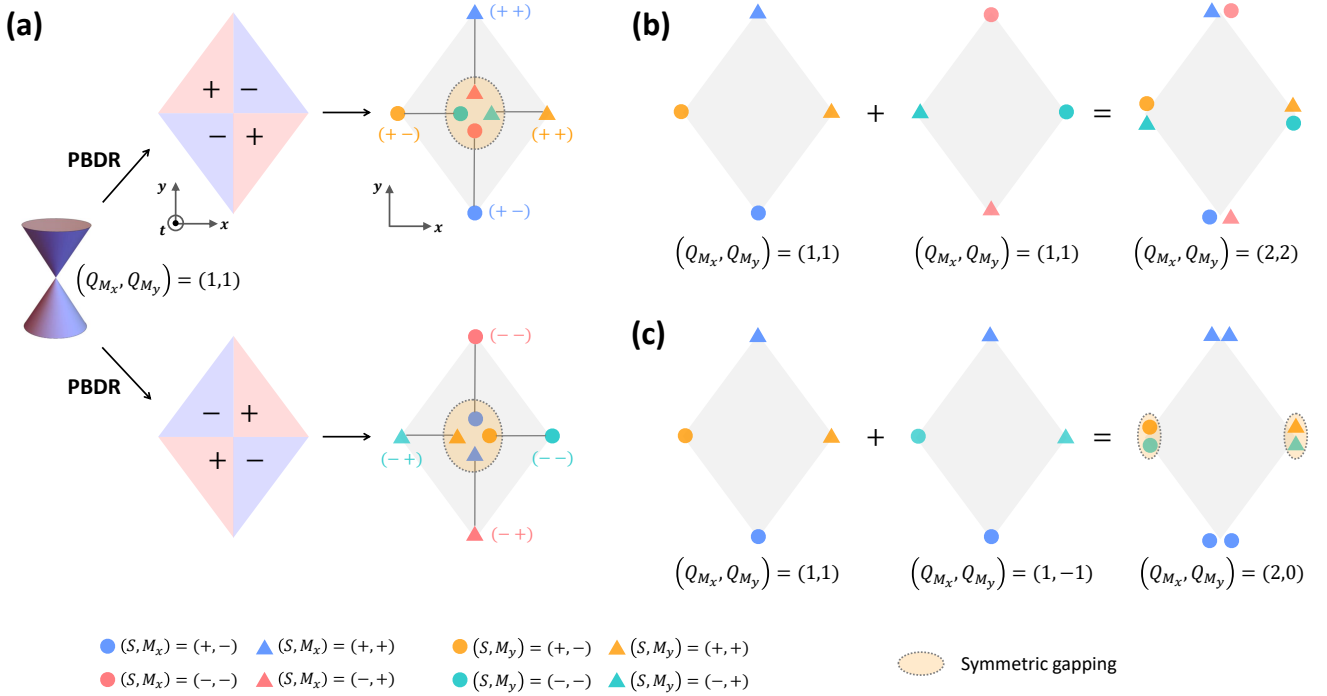 (a)
PBDR
+ −
− +
y
t x
(Q_{M_x}, Q_{M_y}) = (1,1)
(+ +)
(+ −)
(+ +)
(+ −)
y
x
PBDR
− +
+ −
(− −)
(− +)
(− −)
(− +)
(b)
+ =
(Q_{M_x}, Q_{M_y}) = (1,1)
(Q_{M_x}, Q_{M_y}) = (1,1)
(Q_{M_x}, Q_{M_y}) = (2,2)
(c)
+ =
(Q_{M_x}, Q_{M_y}) = (1,1)
(Q_{M_x}, Q_{M_y}) = (1, −1)
(Q_{M_x}, Q_{M_y}) = (2,0)
(S, M_x) = (+, −)
(S, M_x) = (+, +)
(S, M_y) = (+, −)
(S, M_y) = (+, +)
(S, M_x) = (−, −)
(S, M_x) = (−, +)
(S, M_y) = (−, −)
(S, M_y) = (−, +)
Symmetric gapping